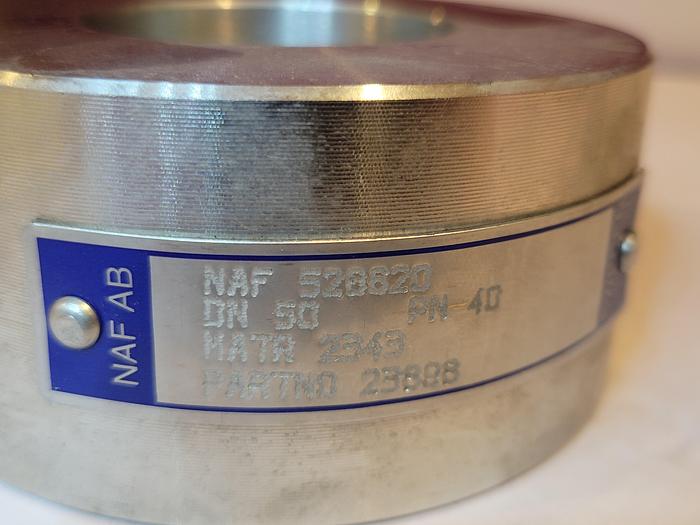 NAF AB
NAF 528620
DN 50 PN 40
MATR 2343
PARTNO 23888